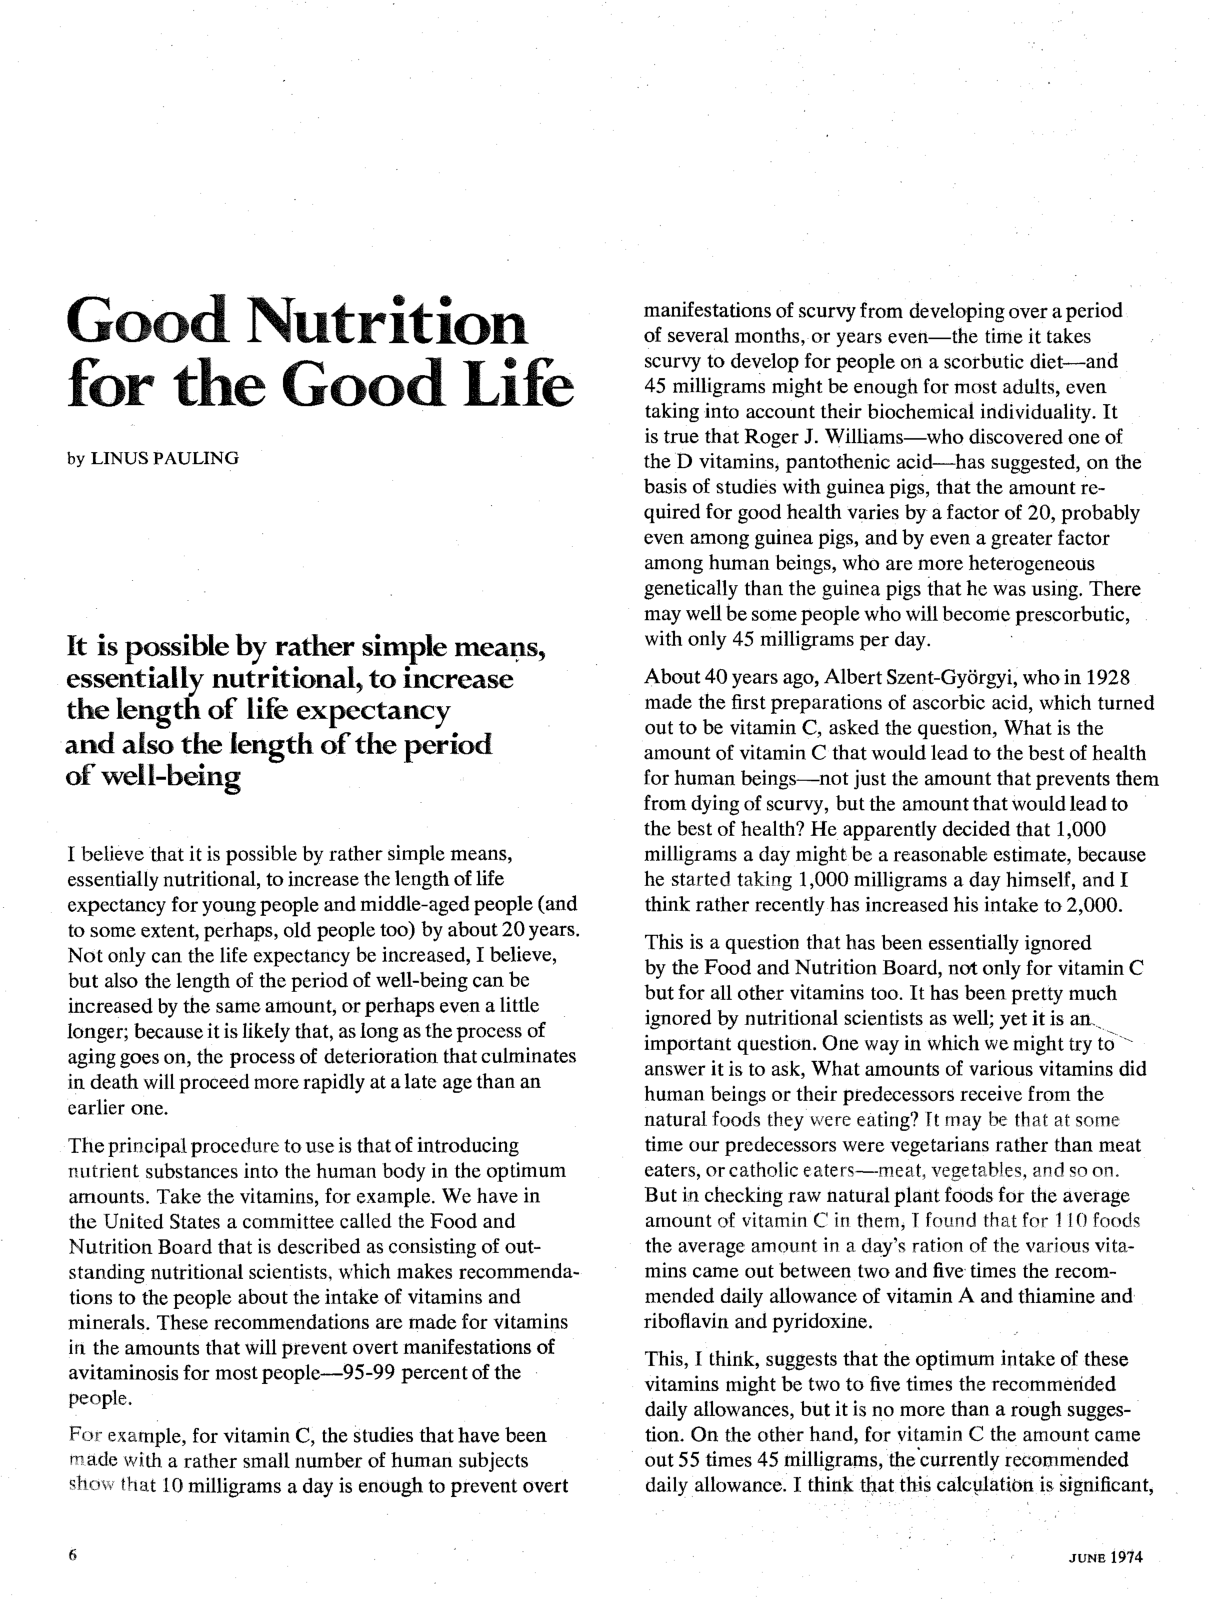 Good Nutrition
for the Good Life
by LINUS PAULING
It is possible by rather simple means,
essentially nutritional, to increase
the length of life expectancy
and also the length of the period
of well-being
I believe that it is possible by rather simple means,
essentially nutritional, to increase the length of life
expectancy for young people and middle-aged people (and
to some extent, perhaps, old people too) by about 20 years.
Not only can the life expectancy be increased, I believe,
but also the length of the period of well-being can be
increased by the same amount, or perhaps even a little
longer; because it is likely that, as long as the process of
aging goes on, the process of deterioration that culminates
in death will proceed more rapidly at a late age than an
earlier one.
The principal procedure to use is that of introducing
nutrient substances into the human body in the optimum
amounts. Take the vitamins, for example. We have in
the United States a committee called the Food and
Nutrition Board that is described as consisting of out-
standing nutritional scientists, which makes recommenda-
tions to the people about the intake of vitamins and
minerals. These recommendations are made for vitamins
in the amounts that will prevent overt manifestations of
avitaminosis for most people—95-99 percent of the
people.
For example, for vitamin C, the studies that have been
made with a rather small number of human subjects
show that 10 milligrams a day is enough to prevent overt
manifestations of scurvy from developing over a period
of several months, or years even—the time it takes
scurvy to develop for people on a scorbutic diet—and
45 milligrams might be enough for most adults, even
taking into account their biochemical individuality. It
is true that Roger J. Williams—who discovered one of
the D vitamins, pantothenic acid—has suggested, on the
basis of studies with guinea pigs, that the amount re-
quired for good health varies by a factor of 20, probably
even among guinea pigs, and by even a greater factor
among human beings, who are more heterogeneous
genetically than the guinea pigs that he was using. There
may well be some people who will become prescorbutic,
with only 45 milligrams per day.
About 40 years ago, Albert Szent-Györgyi, who in 1928
made the first preparations of ascorbic acid, which turned
out to be vitamin C, asked the question, What is the
amount of vitamin C that would lead to the best of health
for human beings—not just the amount that prevents them
from dying of scurvy, but the amount that would lead to
the best of health? He apparently decided that 1,000
milligrams a day might be a reasonable estimate, because
he started taking 1,000 milligrams a day himself, and I
think rather recently has increased his intake to 2,000.
This is a question that has been essentially ignored
by the Food and Nutrition Board, not only for vitamin C
but for all other vitamins too. It has been pretty much
ignored by nutritional scientists as well; yet it is an
important question. One way in which we might try to
answer it is to ask, What amounts of various vitamins did
human beings or their predecessors receive from the
natural foods they were eating? It may be that at some
time our predecessors were vegetarians rather than meat
eaters, or catholic eaters—meat, vegetables, and so on.
But in checking raw natural plant foods for the average
amount of vitamin C in them, I found that for 110 foods
the average amount in a day's ration of the various vita-
mins came out between two and five times the recom-
mended daily allowance of vitamin A and thiamine and
riboflavin and pyridoxine.
This, I think, suggests that the optimum intake of these
vitamins might be two to five times the recommended
daily allowances, but it is no more than a rough sugges-
tion. On the other hand, for vitamin C the amount came
out 55 times 45 milligrams, the currently recommended
daily allowance. I think that this calculation is significant,
6
JUNE 1974